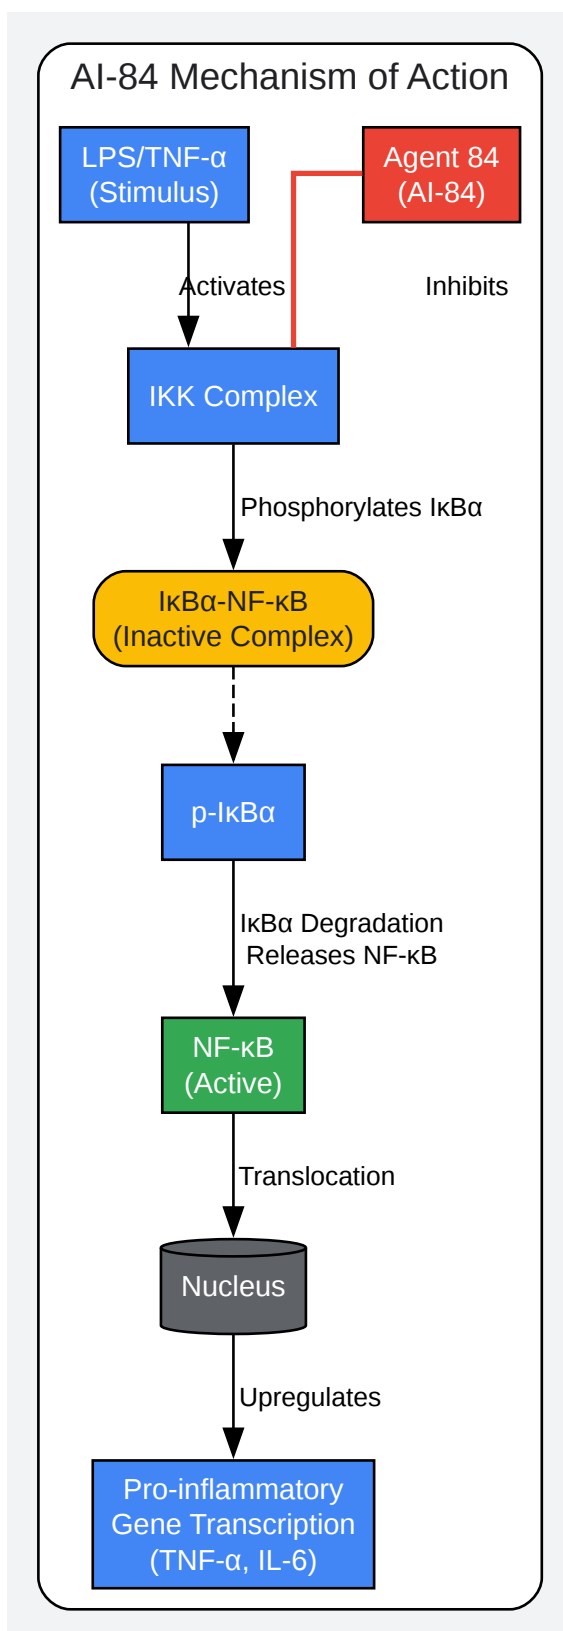 AI-84 Mechanism of Action
LPS/TNF-α
(Stimulus)
Agent 84
(AI-84)
Activates
Inhibits
IKK Complex
Phosphorylates IκBα
IκBα-NF-κB
(Inactive Complex)
p-IκBα
IκBα Degradation
Releases NF-κB
NF-κB
(Active)
Translocation
Nucleus
Upregulates
Pro-inflammatory
Gene Transcription
(TNF-α, IL-6)